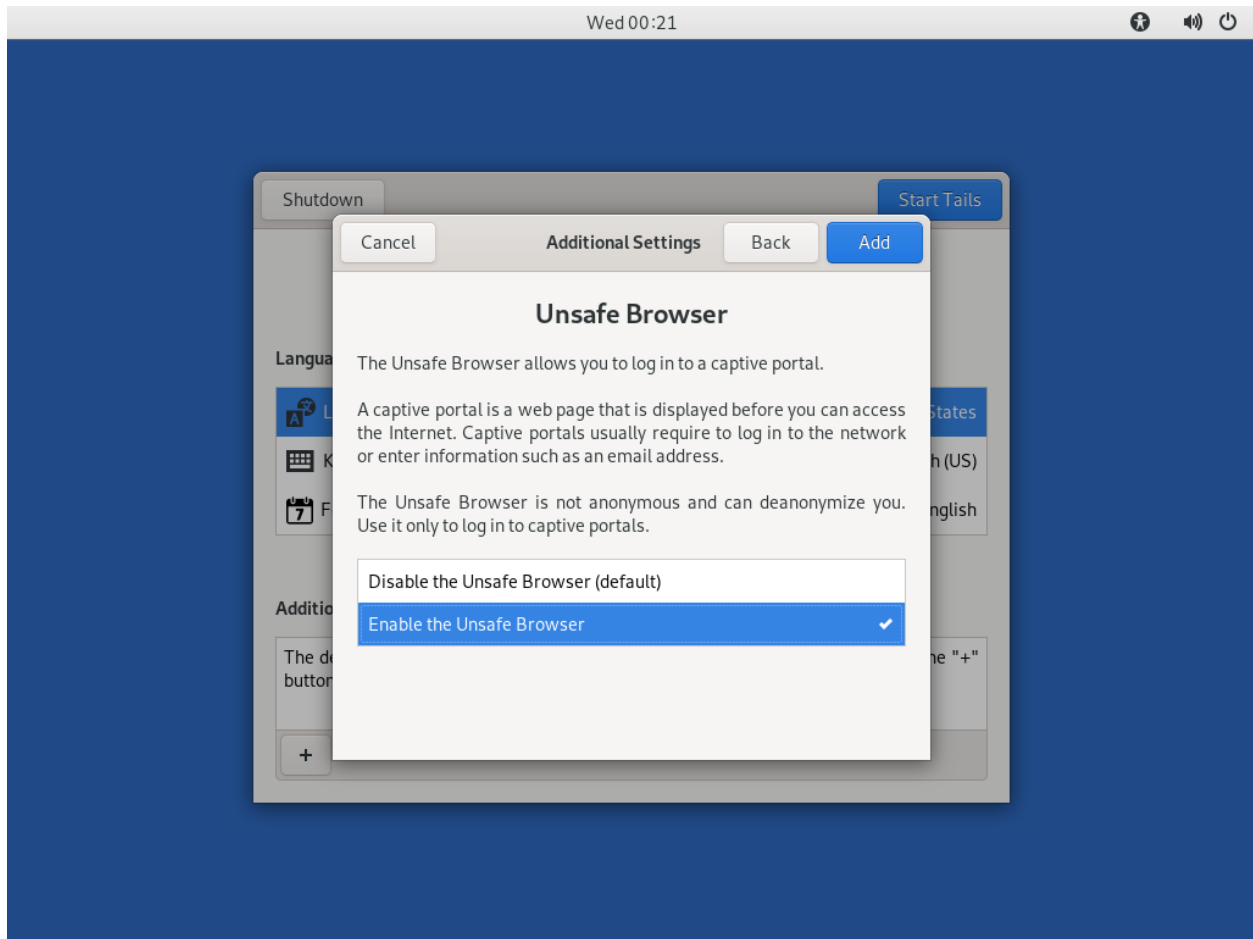 Wed 00:21
Shutdown
Start Tails
Cancel
Additional Settings
Back
Add
Unsafe Browser
Langua
The Unsafe Browser allows you to log in to a captive portal.
L
States
A captive portal is a web page that is displayed before you can access
the Internet. Captive portals usually require to log in to the network
or enter information such as an email address.
K
h (US)
The Unsafe Browser is not anonymous and can deanonymize you.
Use it only to log in to captive portals.
7
F
nglish
Disable the Unsafe Browser (default)
Additio
Enable the Unsafe Browser
The de
he "+"
button
+